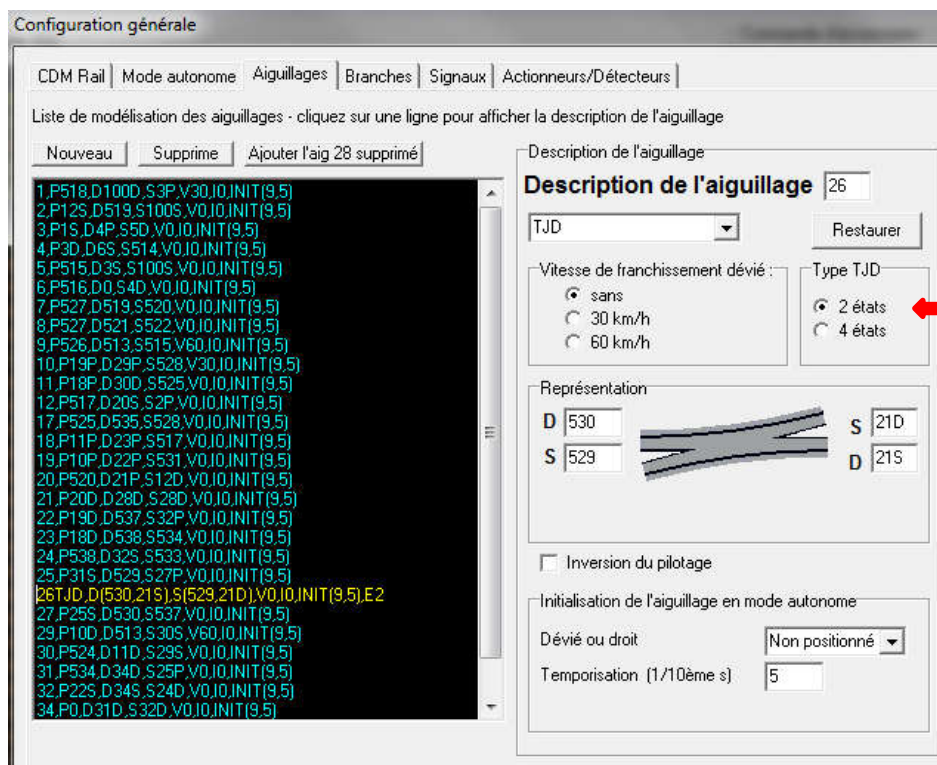 Configuration générale
CDM Rail Mode autonome Aiguillages Branches Signaux Actionneurs/Détecteurs
Liste de modélisation des aiguillages - cliquez sur une ligne pour afficher la description de l'aiguillage
Nouveau Supprime Ajouter l'aig 28 supprimé
1,P518,D100D,S3P,V30,I0,INIT(9,5)
2,P12S,D519,S100S,V0,I0,INIT(9,5)
3,P1S,D4P,S5D,V0,I0,INIT(9,5)
4,P3D,D6S,S514,V0,I0,INIT(9,5)
5,P515,D3S,S100S,V0,I0,INIT(9,5)
6,P516,D0,S4D,V0,I0,INIT(9,5)
7,P527,D519,S520,V0,I0,INIT(9,5)
8,P527,D521,S522,V0,I0,INIT(9,5)
9,P526,D513,S515,V60,I0,INIT(9,5)
10,P19P,D29P,S528,V30,I0,INIT(9,5)
11,P18P,D30D,S525,V0,I0,INIT(9,5)
12,P517,D20S,S2P,V0,I0,INIT(9,5)
17,P525,D535,S528,V0,I0,INIT(9,5)
18,P11P,D23P,S517,V0,I0,INIT(9,5)
19,P10P,D22P,S531,V0,I0,INIT(9,5)
20,P520,D21P,S12D,V0,I0,INIT(9,5)
21,P20D,D28D,S28D,V0,I0,INIT(9,5)
22,P19D,D537,S32P,V0,I0,INIT(9,5)
23,P18D,D538,S534,V0,I0,INIT(9,5)
24,P538,D32S,S533,V0,I0,INIT(9,5)
25,P31S,D529,S27P,V0,I0,INIT(9,5)
26TJD,D(530,21S),S(529,21D),V0,I0,INIT(9,5),E2
27,P25S,D530,S537,V0,I0,INIT(9,5)
29,P10D,D513,S30S,V60,I0,INIT(9,5)
30,P524,D11D,S29S,V0,I0,INIT(9,5)
31,P534,D34D,S25P,V0,I0,INIT(9,5)
32,P22S,D34S,S24D,V0,I0,INIT(9,5)
34,P0,D31D,S32D,V0,I0,INIT(9,5)
Description de l'aiguillage
Description de l'aiguillage 26
TJD Restaurer
Vitesse de franchissement dévié :
sans
30 km/h
60 km/h
Type TJD
2 états
4 états
Représentation
D 530 S 21D
S 529 D 21S
Inversion du pilotage
Initialisation de l'aiguillage en mode autonome
Dévié ou droit Non positionné
Temporisation (1/10ème s) 5